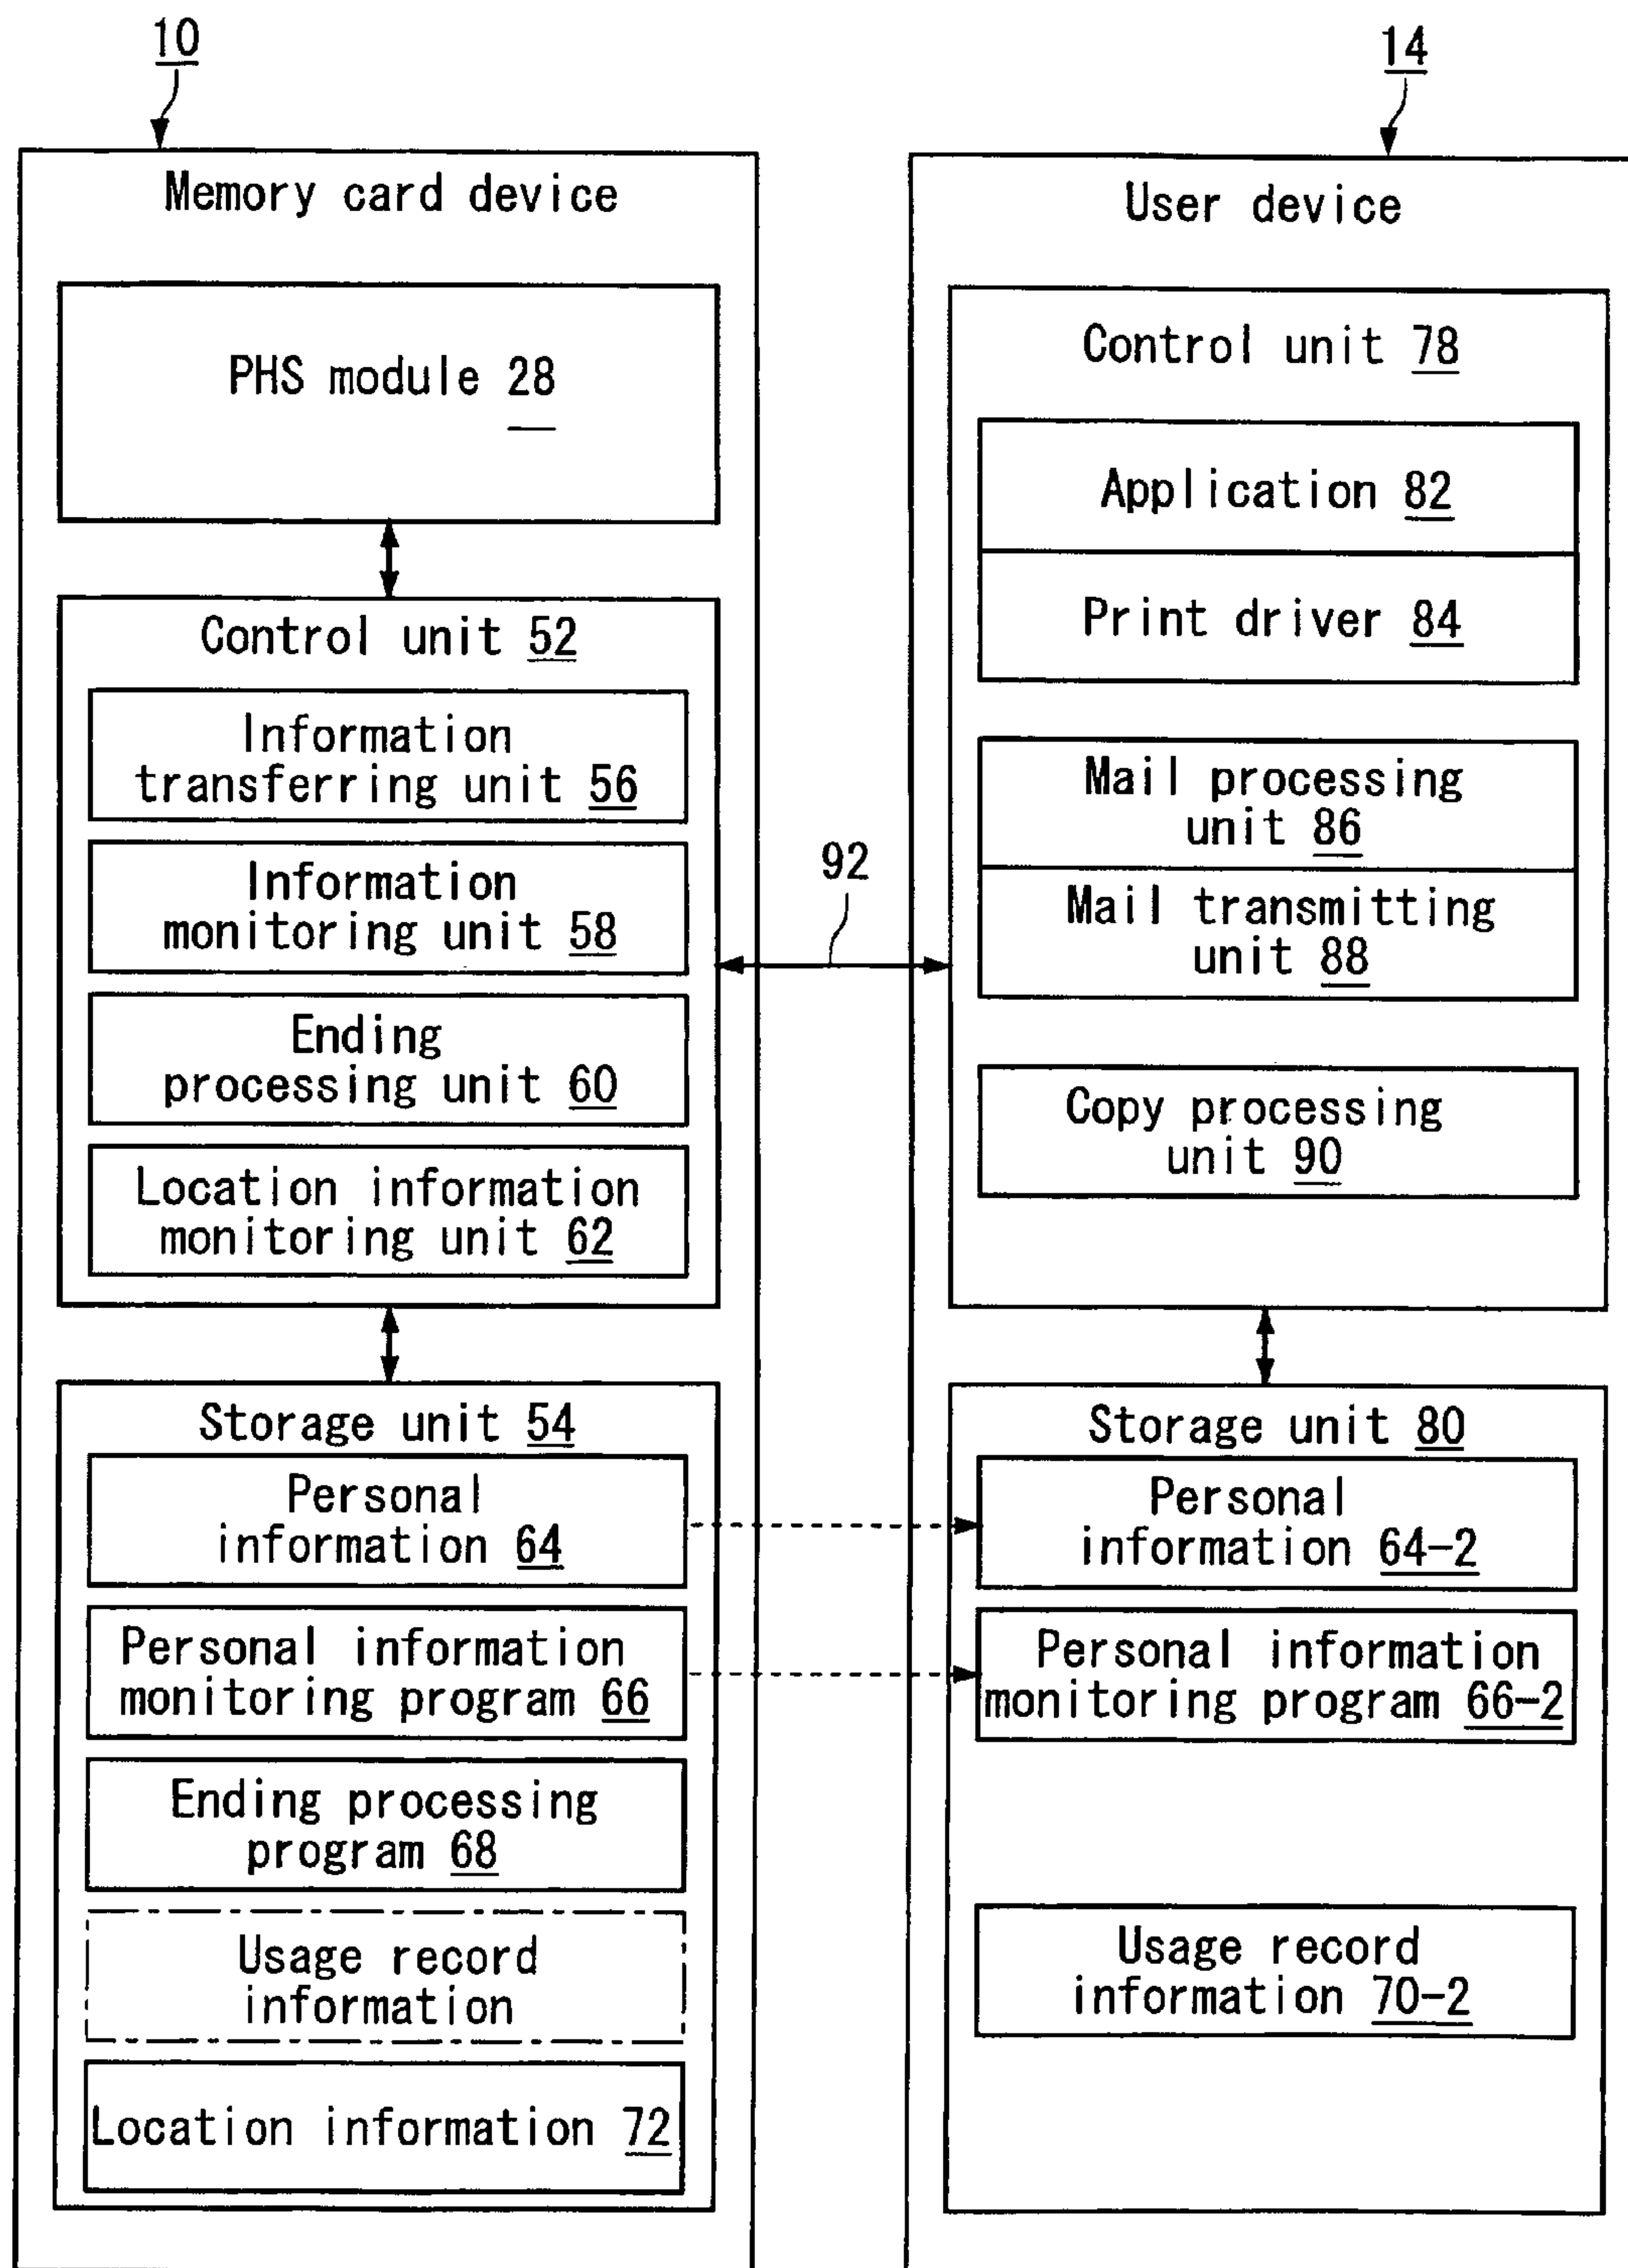 10
Memory card device
PHS module 28
Control unit 52
Information
transferring unit 56
Information
monitoring unit 58
Ending
processing unit 60
Location information
monitoring unit 62
Storage unit 54
Personal
information 64
Personal information
monitoring program 66
Ending processing
program 68
Usage record
information
Location information 72
92
14
User device
Control unit 78
Application 82
Print driver 84
Mail processing
unit 86
Mail transmitting
unit 88
Copy processing
unit 90
Storage unit 80
Personal
information 64-2
Personal information
monitoring program 66-2
Usage record
information 70-2